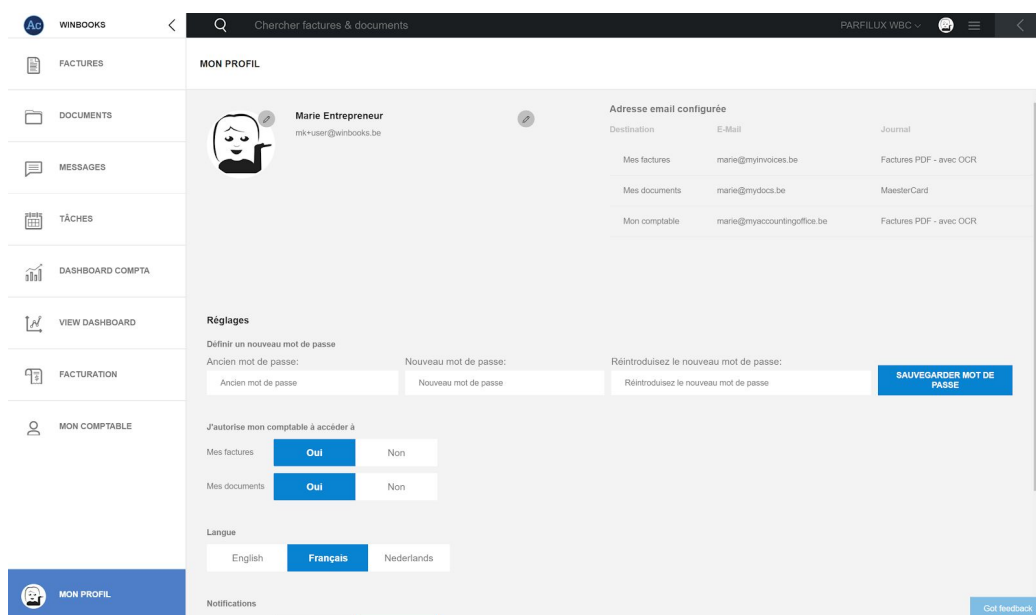 Ac WINBOOKS
Chercher factures & documents
PARFILUX WBC
FACTURES
DOCUMENTS
MESSAGES
TÂCHES
DASHBOARD COMPTA
VIEW DASHBOARD
FACTURATION
MON COMPTABLE
MON PROFIL
MON PROFIL
Marie Entrepreneur
mk+user@winbooks.be
Adresse email configurée
Destination E-Mail Journal
Mes factures marie@myinvoices.be Factures PDF - avec OCR
Mes documents marie@mydocs.be MaesterCard
Mon comptable marie@myaccountingoffice.be Factures PDF - avec OCR
Réglages
Définir un nouveau mot de passe
Ancien mot de passe: Nouveau mot de passe: Réintroduisez le nouveau mot de passe:
Ancien mot de passe Nouveau mot de passe Réintroduisez le nouveau mot de passe
SAUVEGARDER MOT DE
PASSE
J'autorise mon comptable à accéder à
Mes factures Oui Non
Mes documents Oui Non
Langue
English Français Nederlands
Notifications
Got feedback